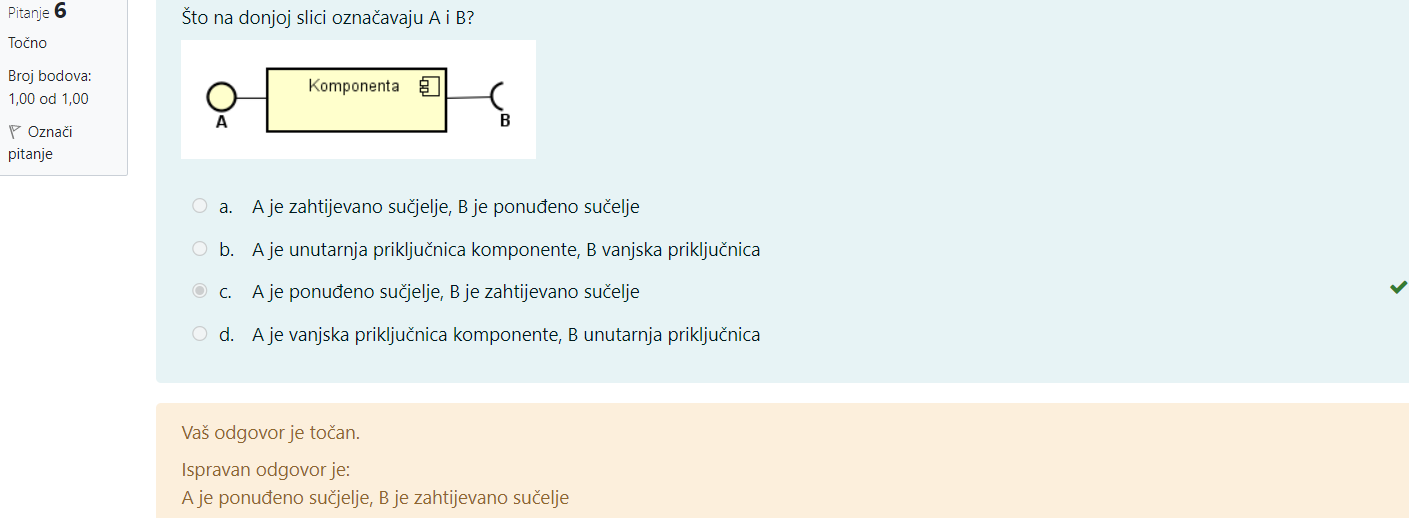 Pitanje 6
Točno
Broj bodova:
1,00 od 1,00
Označi
pitanje
Što na donjoj slici označavaju A i B?
Komponenta
A
B
a. A je zahtijevano sučjelje, B je ponuđeno sučelje
b. A je unutarnja priključnica komponente, B vanjska priključnica
c. A je ponuđeno sučjelje, B je zahtijevano sučelje
d. A je vanjska priključnica komponente, B unutarnja priključnica
Vaš odgovor je točan.
Ispravan odgovor je:
A je ponuđeno sučjelje, B je zahtijevano sučelje